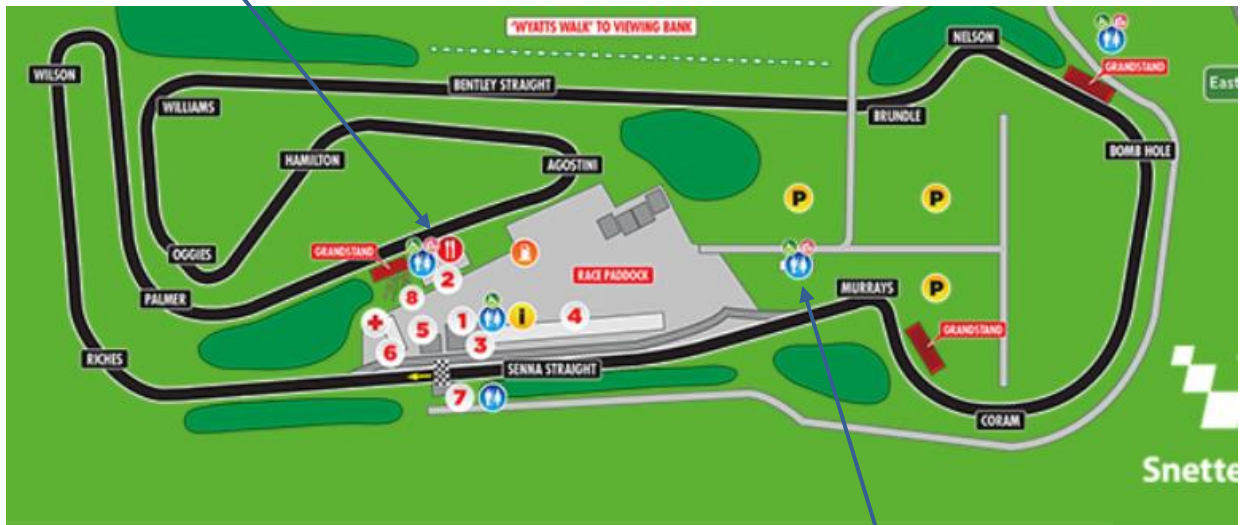 'WYATTS WALK' TO VIEWING BANK
NELSON
GRANDSTAND
WILSON
East
BENTLEY STRAIGHT
WILLIAMS
BRUNDLE
BOMB HOLE
HAMILTON
AGOSTINI
P
P
GRANDSTAND
OGGIES
2
RACE PADDOCK
MURRAYS
P
PALMER
8
1
i
4
GRANDSTAND
5
3
6
RICHES
SENNA STRAIGHT
7
CORAM
Snette